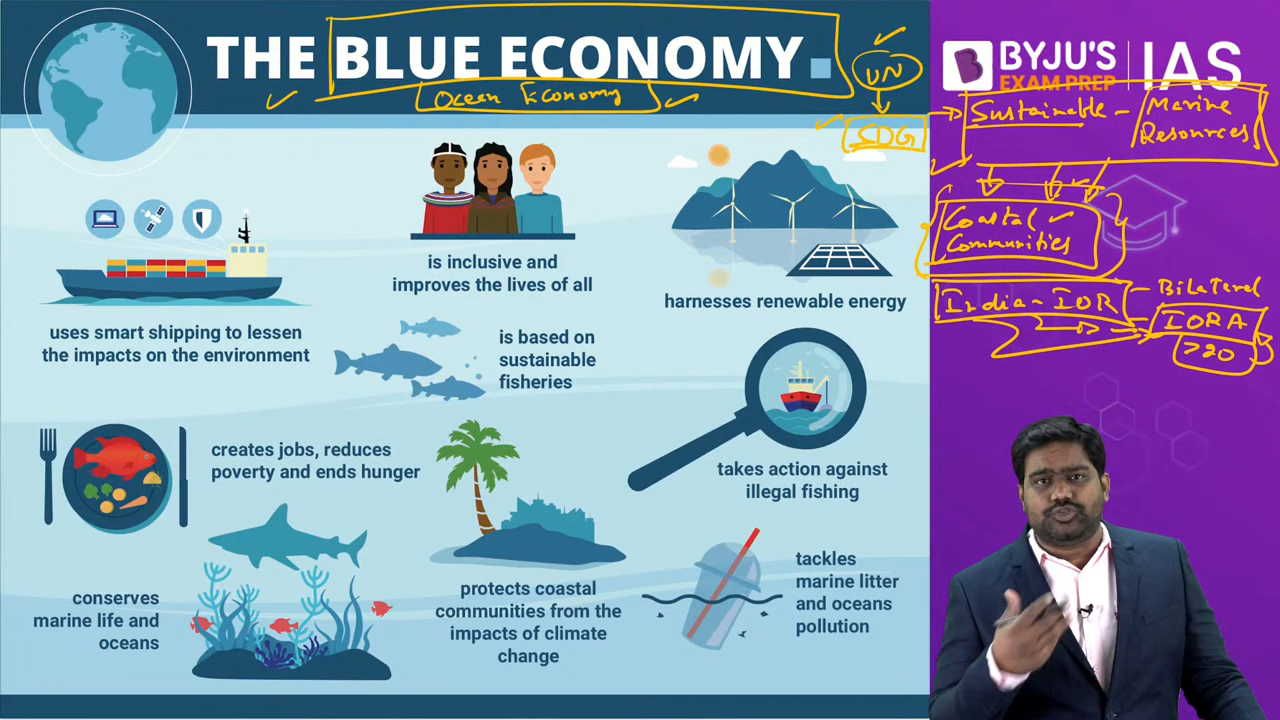 THE BLUE ECONOMY.
Ocean Economy
UN
SDG
BYJU'S
EXAM PREP
IAS
Sustainable - Marine
Resources
Coastal
Communities
India - IOR - Bilateral
IORA
>20
is inclusive and
improves the lives of all
harnesses renewable energy
uses smart shipping to lessen
the impacts on the environment
is based on
sustainable
fisheries
creates jobs, reduces
poverty and ends hunger
takes action against
illegal fishing
conserves
marine life and
oceans
protects coastal
communities from the
impacts of climate
change
tackles
marine litter
and oceans
pollution